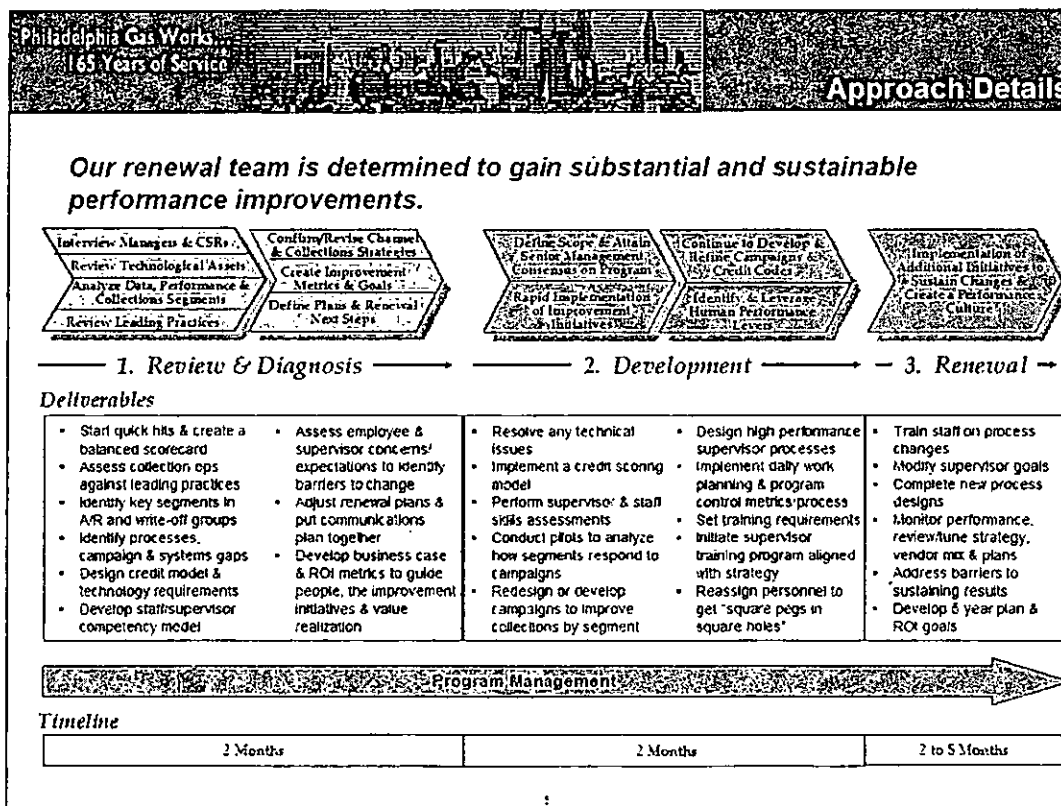 Philadelphia Gas Works...
165 Years of Service
Approach Details
Our renewal team is determined to gain substantial and sustainable
performance improvements.
Interview Managers & CSRs
Review Technological Assets
Analyze Data, Performance &
Collections Segments
Review Leading Practices
Confirm/Revise Channel
& Collections Strategies
Create Improvement
Metrics & Goals
Define Plans & Renewal
Next Steps
Define Scope & Attain
Senior Management
Consensus on Program
Rapid Implementation
of Improvement
Initiatives
Continue to Develop &
Refine Campaigns &
Credit Codes
Identify & Leverage
Human Performance
Levers
Implementation of
Additional Initiatives to
Sustain Changes &
Create a Performance
Culture
1. Review & Diagnosis
2. Development
3. Renewal
Deliverables
• Start quick hits & create a
balanced scorecard
• Assess collection ops
against leading practices
• Identify key segments in
A/R and write-off groups
• Identify processes,
campaign & systems gaps
• Design credit model &
technology requirements
• Develop staff/supervisor
competency model
• Assess employee &
supervisor concerns/
expectations to identify
barriers to change
• Adjust renewal plans &
put communications
plan together
• Develop business case
& ROI metrics to guide
people, the improvement
initiatives & value
realization
• Resolve any technical
issues
• Implement a credit scoring
model
• Perform supervisor & staff
skills assessments
• Conduct pilots to analyze
how segments respond to
campaigns
• Redesign or develop
campaigns to improve
collections by segment
• Design high performance
supervisor processes
• Implement daily work
planning & program
control metrics/process
• Set training requirements
• Initiate supervisor
training program aligned
with strategy
• Reassign personnel to
get "square pegs in
square holes"
• Train staff on process
changes
• Modify supervisor goals
• Complete new process
designs
• Monitor performance,
review/tune strategy,
vendor mix & plans
• Address barriers to
sustaining results
• Develop 5 year plan &
ROI goals
Program Management
Timeline
2 Months
2 Months
2 to 5 Months